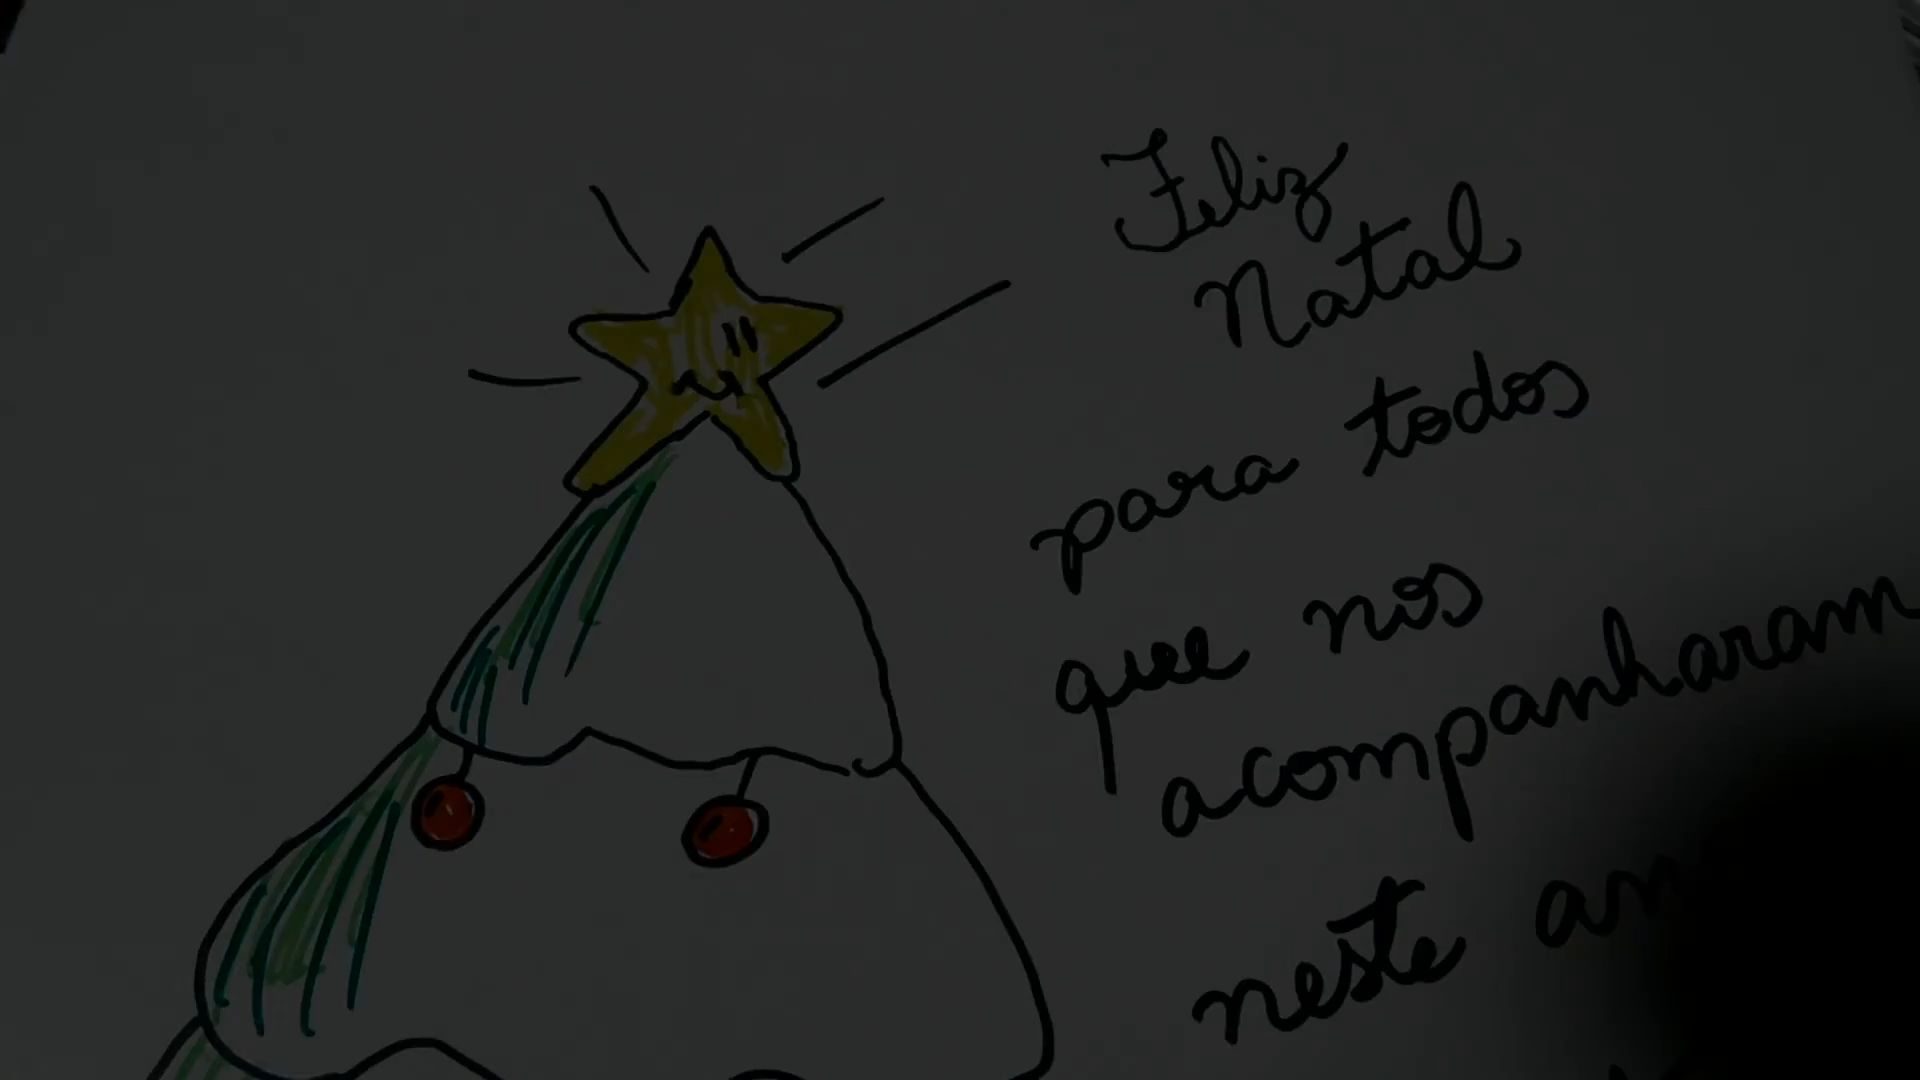 Feliz
Natal
para todos
que nos
acompanharam
neste